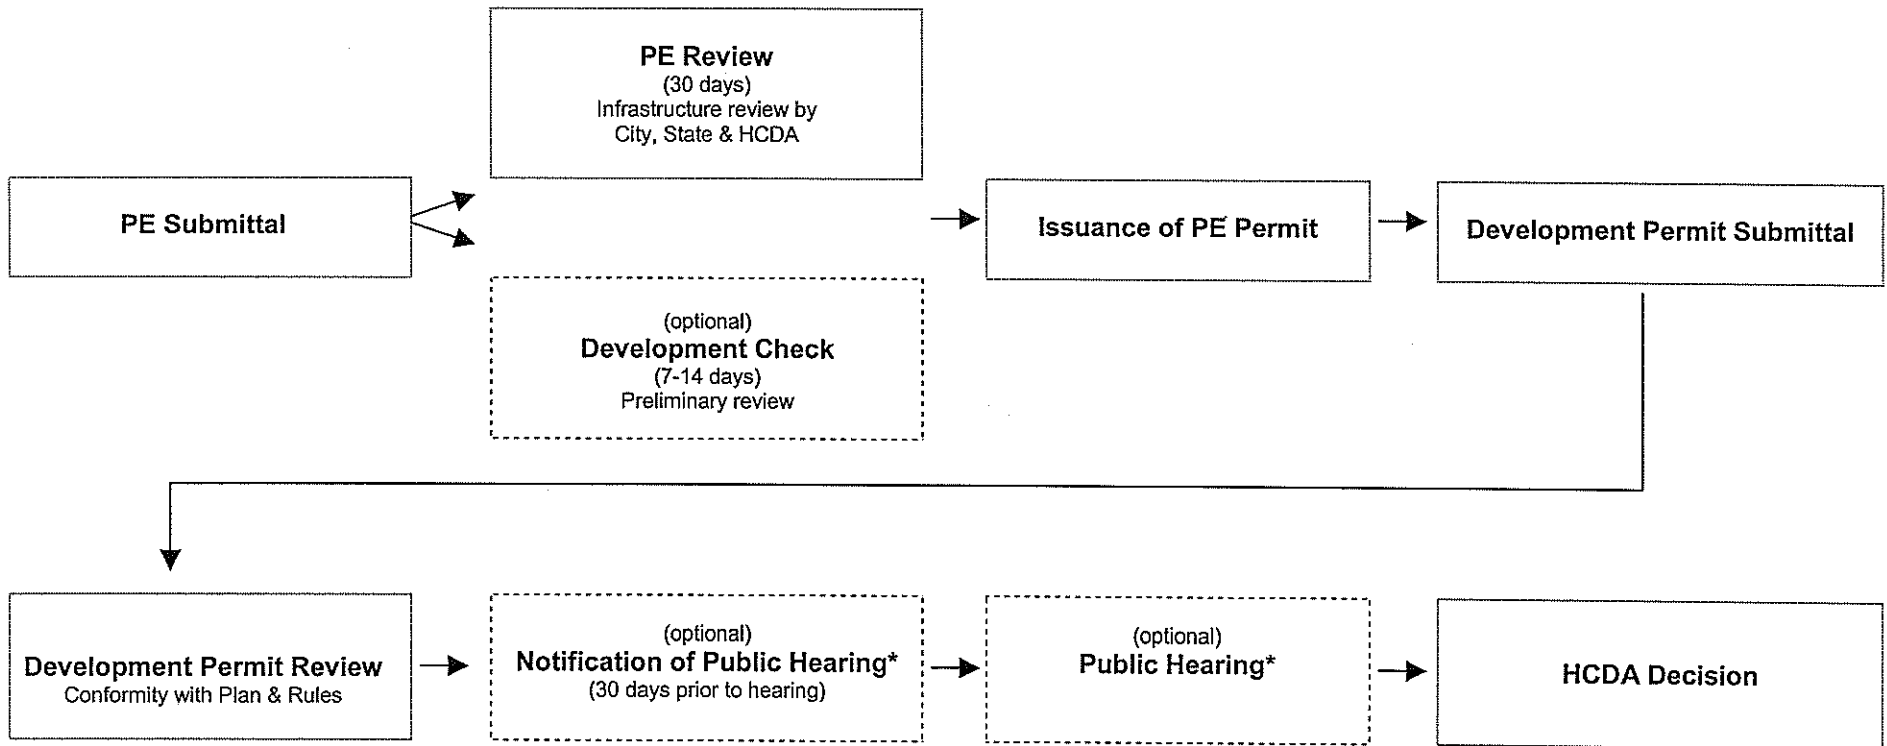 PE Review
(30 days)
Infrastructure review by
City, State & HCDA
PE Submittal
Issuance of PE Permit
Development Permit Submittal
(optional)
Development Check
(7-14 days)
Preliminary review
Development Permit Review
Conformity with Plan & Rules
(optional)
Notification of Public Hearing*
(30 days prior to hearing)
(optional)
Public Hearing*
HCDA Decision